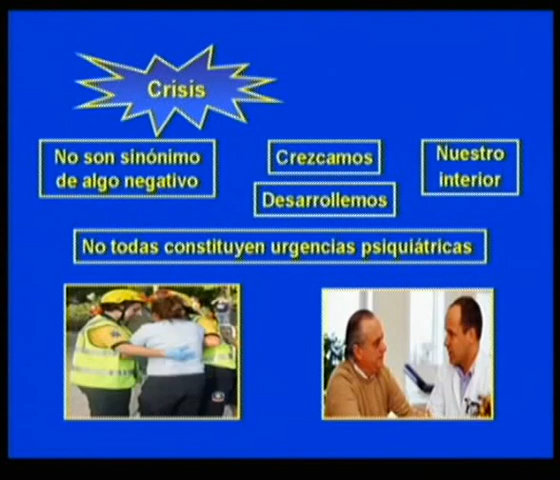 Crisis
No son sinónimo
de algo negativo
Crezcamos
Desarrollemos
Nuestro
interior
No todas constituyen urgencias psiquiátricas